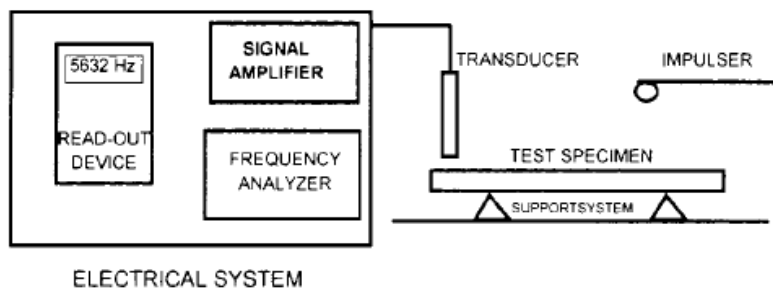 5632 Hz
READ-OUT
DEVICE
SIGNAL
AMPLIFIER
FREQUENCY
ANALYZER
TRANSDUCER
IMPULSER
TEST SPECIMEN
SUPPORTSYSTEM
ELECTRICAL SYSTEM